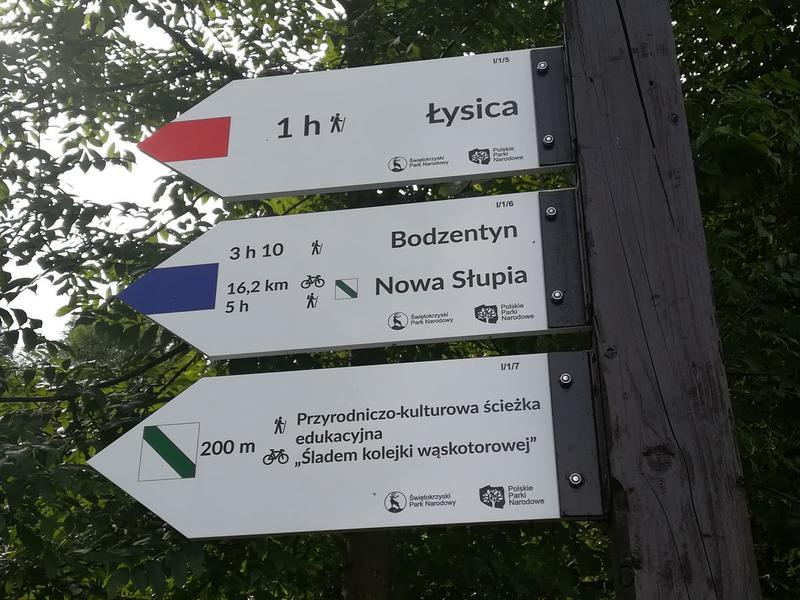 I/1/5
1 h Łysica
Świętokrzyski
Park Narodowy
Polskie
Parki
Narodowe
I/1/6
3 h 10 Bodzentyn
16,2 km Nowa Słupia
5 h
Świętokrzyski
Park Narodowy
Polskie
Parki
Narodowe
I/1/7
200 m
Przyrodniczo-kulturowa ścieżka
edukacyjna
„Śladem kolejki wąskotorowej”
Świętokrzyski
Park Narodowy
Polskie
Parki
Narodowe